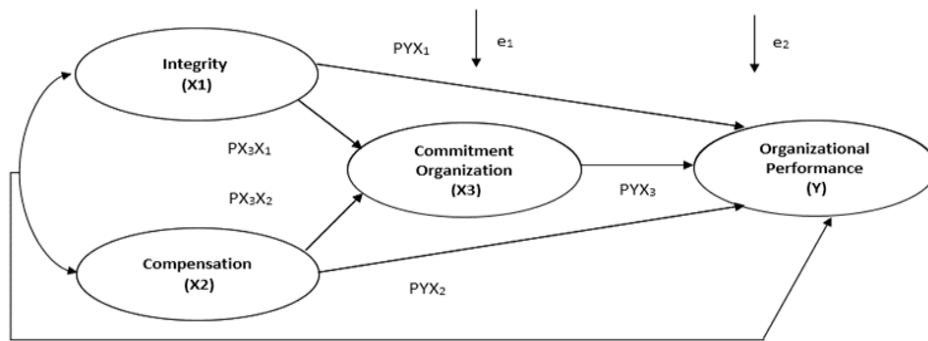 PYX₁
e₁
e₂
Integrity
(X1)
PX₃X₁
Commitment
Organization
(X3)
Organizational
Performance
(Y)
PYX₃
PX₃X₂
Compensation
(X2)
PYX₂